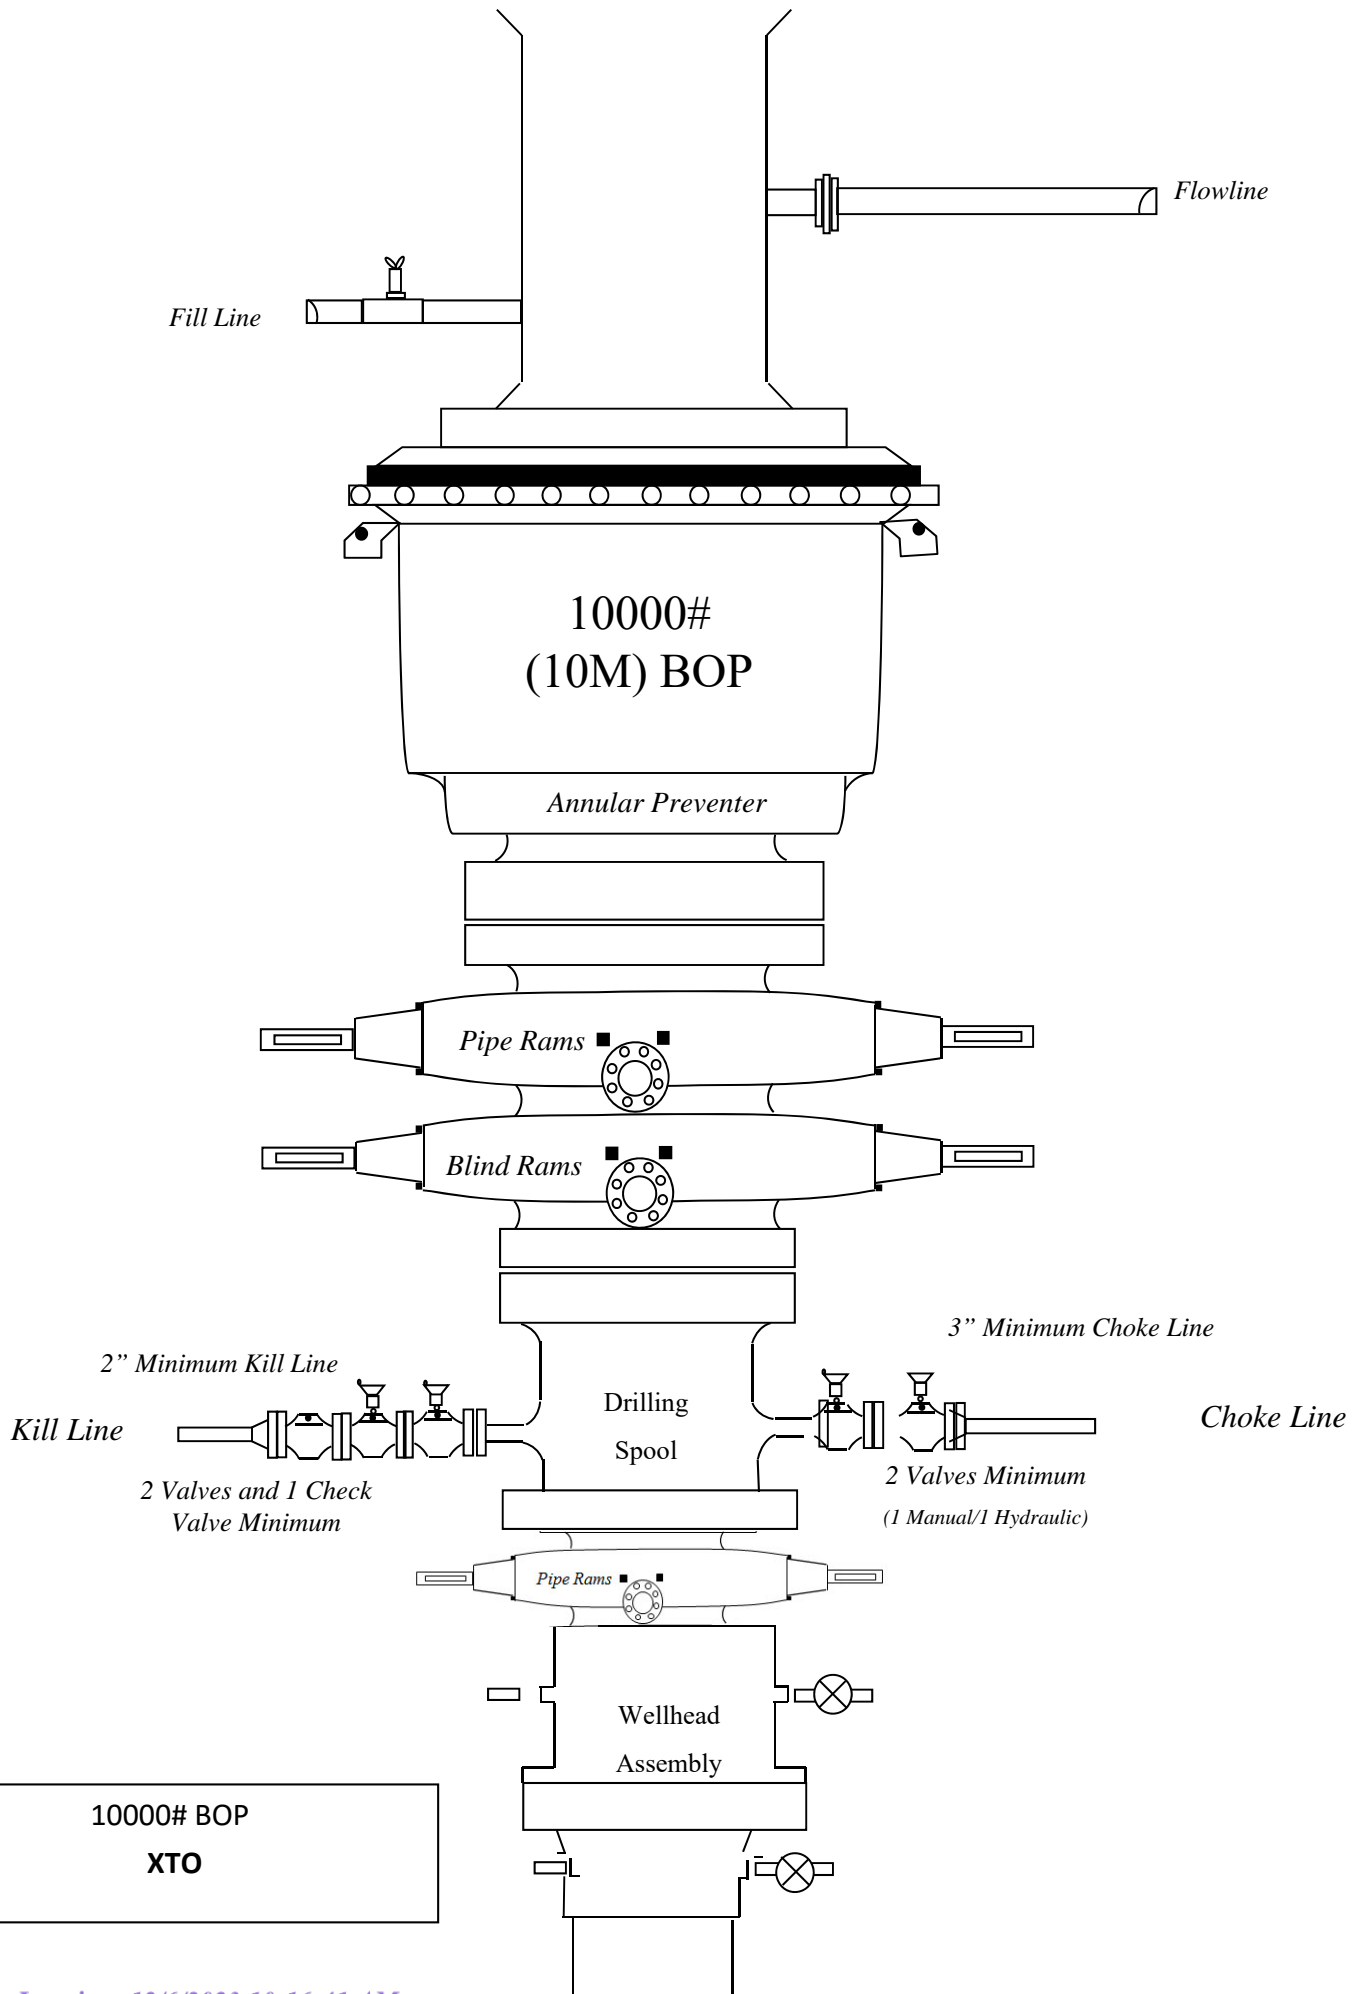 Flowline
Fill Line
10000#
(10M) BOP
Annular Preventer
Pipe Rams
Blind Rams
3” Minimum Choke Line
2” Minimum Kill Line
Drilling
Spool
Kill Line
Choke Line
2 Valves and 1 Check
Valve Minimum
2 Valves Minimum
(1 Manual/1 Hydraulic)
Pipe Rams
Wellhead
Assembly
10000# BOP
XTO